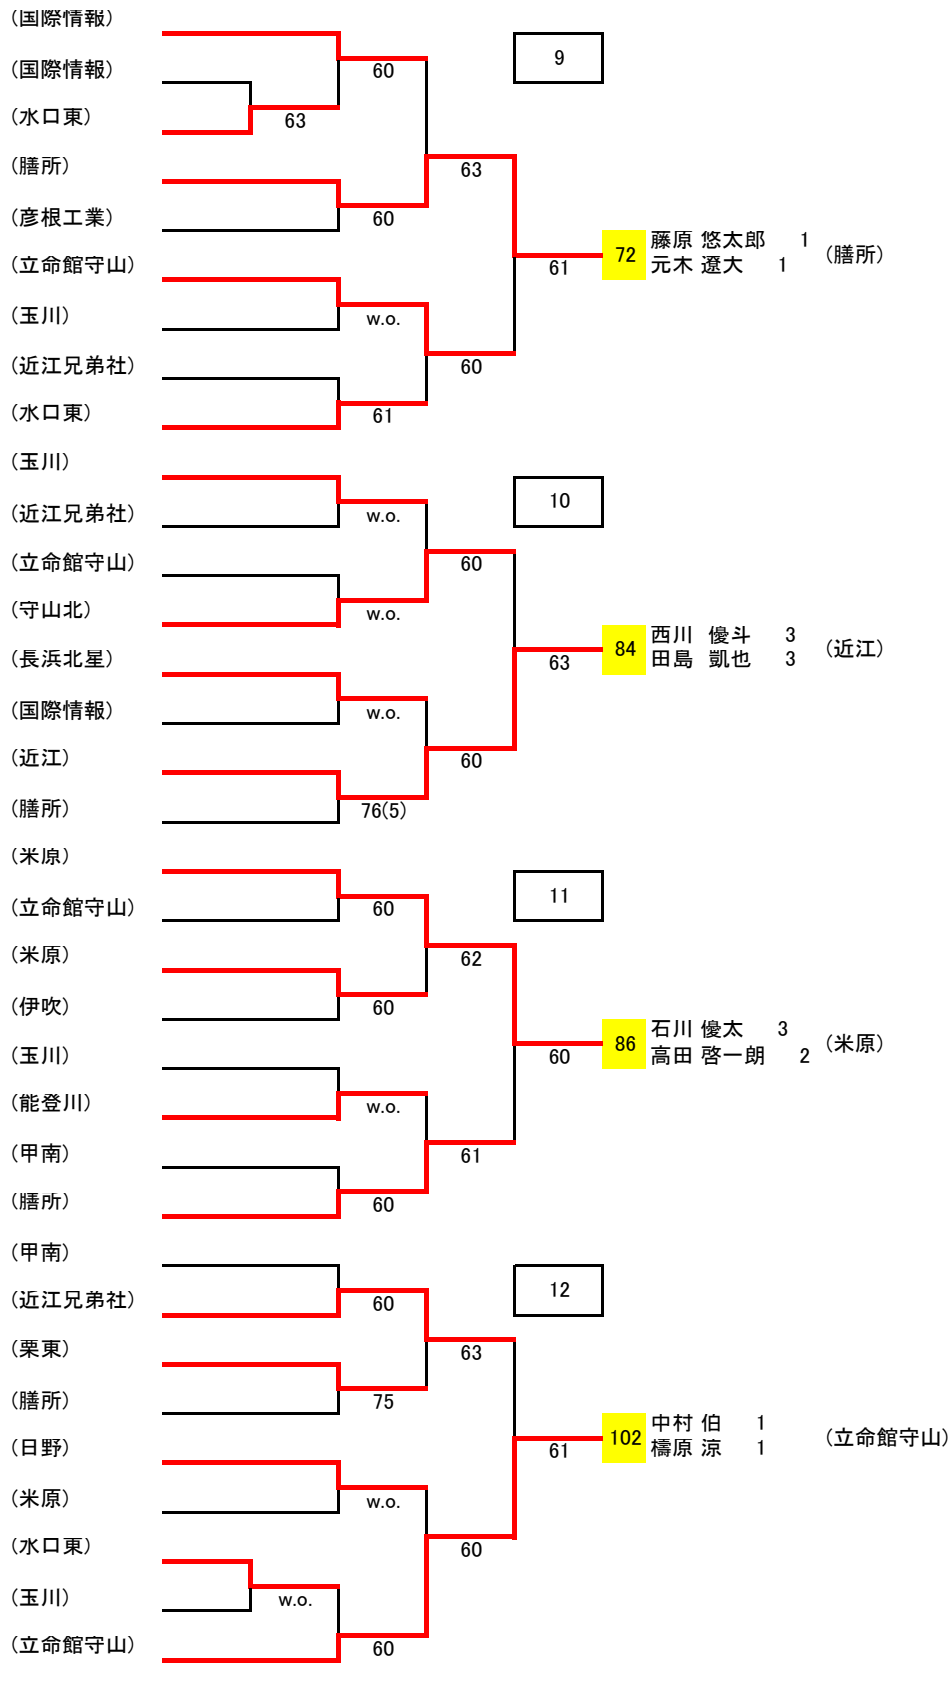 (国際情報)
60
9
(国際情報)
(水口東)
63
(膳所)
63
(彦根工業)
60
藤原 悠太郎 1
72
(膳所)
元木 遼大 1
(立命館守山)
61
(玉川)
w.o.
(近江兄弟社)
60
(水口東)
61
(玉川)
10
(近江兄弟社)
w.o.
(立命館守山)
60
(守山北)
w.o.
西川 優斗 3
84
(近江)
田島 凱也 3
(長浜北星)
63
(国際情報)
w.o.
(近江)
60
(膳所)
76(5)
(米原)
11
(立命館守山)
60
(米原)
62
(伊吹)
60
石川 優太 3
86
(米原)
高田 啓一朗 2
(玉川)
60
(能登川)
w.o.
(甲南)
61
(膳所)
60
(甲南)
12
(近江兄弟社)
60
(栗東)
63
(膳所)
75
中村 伯 1
102
(立命館守山)
檮原 涼 1
(日野)
61
(米原)
w.o.
(水口東)
60
(玉川)
w.o.
(立命館守山)
60